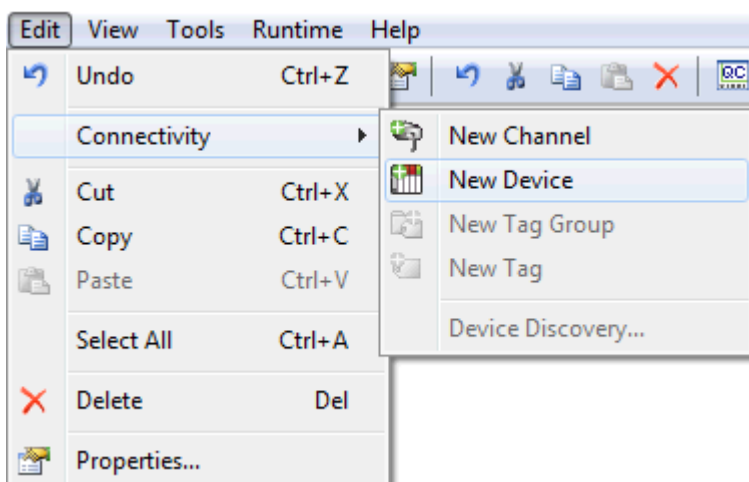 Edit View Tools Runtime Help
Undo Ctrl+Z
QC
Connectivity
New Channel
New Device
New Tag Group
New Tag
Device Discovery...
Cut Ctrl+X
Copy Ctrl+C
Paste Ctrl+V
Select All Ctrl+A
Delete Del
Properties...